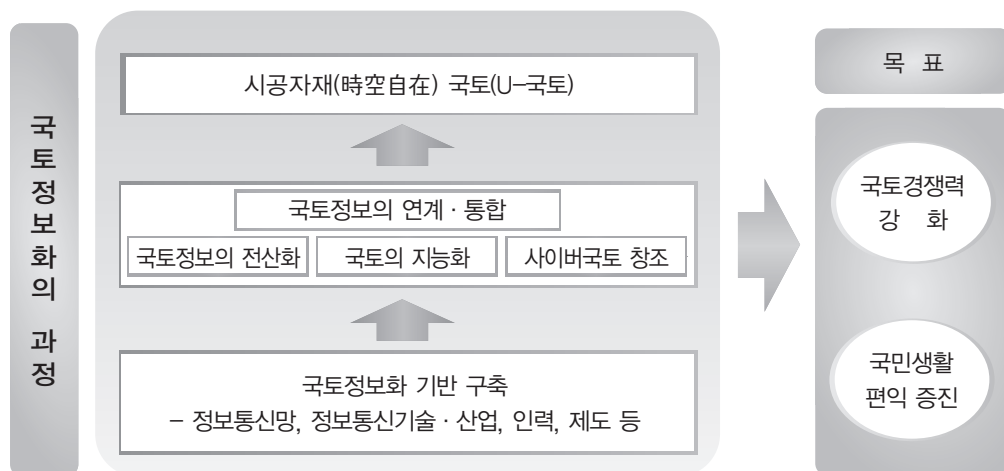 국토정보화의 과정
시공자재(時空自在) 국토(U-국토)
국토정보의 연계·통합
국토정보의 전산화
국토의 지능화
사이버국토 창조
국토정보화 기반 구축
- 정보통신망, 정보통신기술·산업, 인력, 제도 등
목 표
국토경쟁력
강 화
국민생활
편익 증진